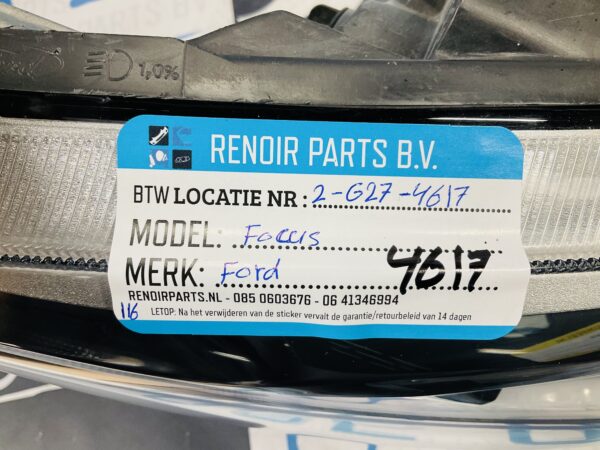 1,0%
RENOIR PARTS B.V.
BTW LOCATIE NR : 2-G27-4617
MODEL: Focus
MERK: Ford 4617
RENOIRPARTS.NL - 085 0603676 - 06 41346994
116 LETOP: Na het verwijderen van de sticker vervalt de garantie/retourbeleid van 14 dagen